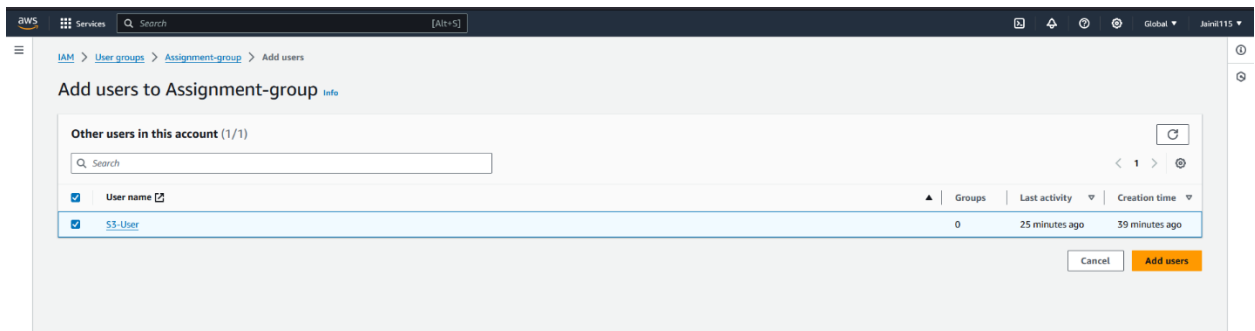 aws Services Search [Alt+S] Global Jainil115
IAM > User groups > Assignment-group > Add users
Add users to Assignment-group Info
Other users in this account (1/1)
Search
< 1 >
User name Groups Last activity Creation time
S3-User 0 25 minutes ago 39 minutes ago
Cancel Add users